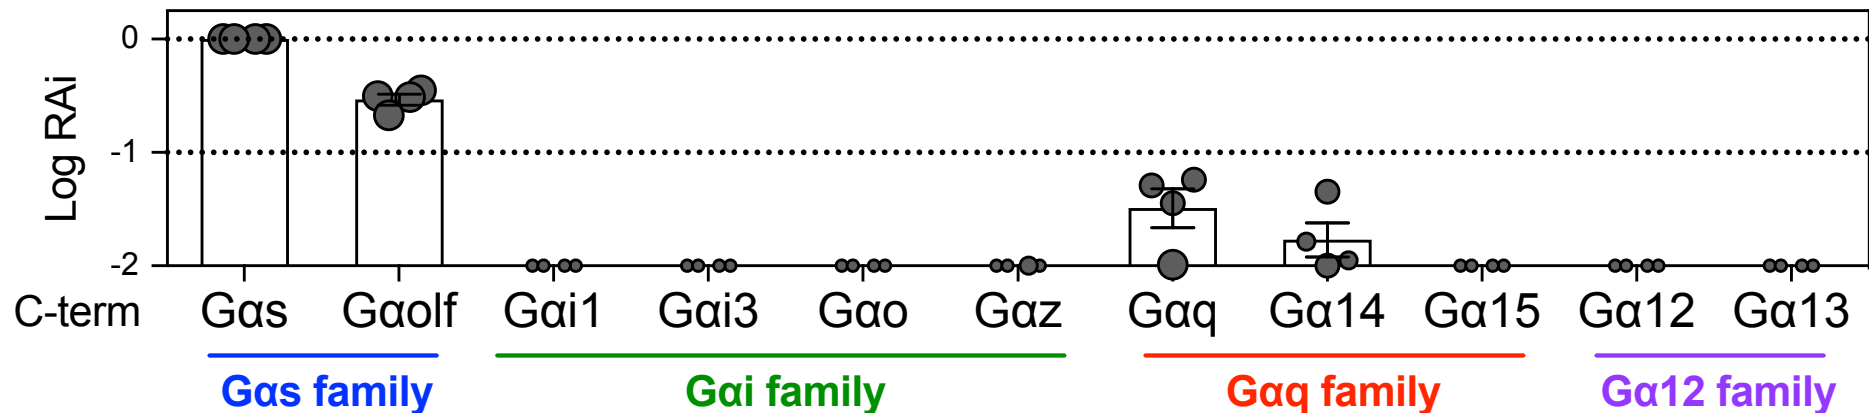 Log RAi
0
-1
-2
C-term Gαs Gαolf Gαi1 Gαi3 Gαo Gαz Gαq Gα14 Gα15 Gα12 Gα13
Gαs family Gαi family Gαq family Gα12 family